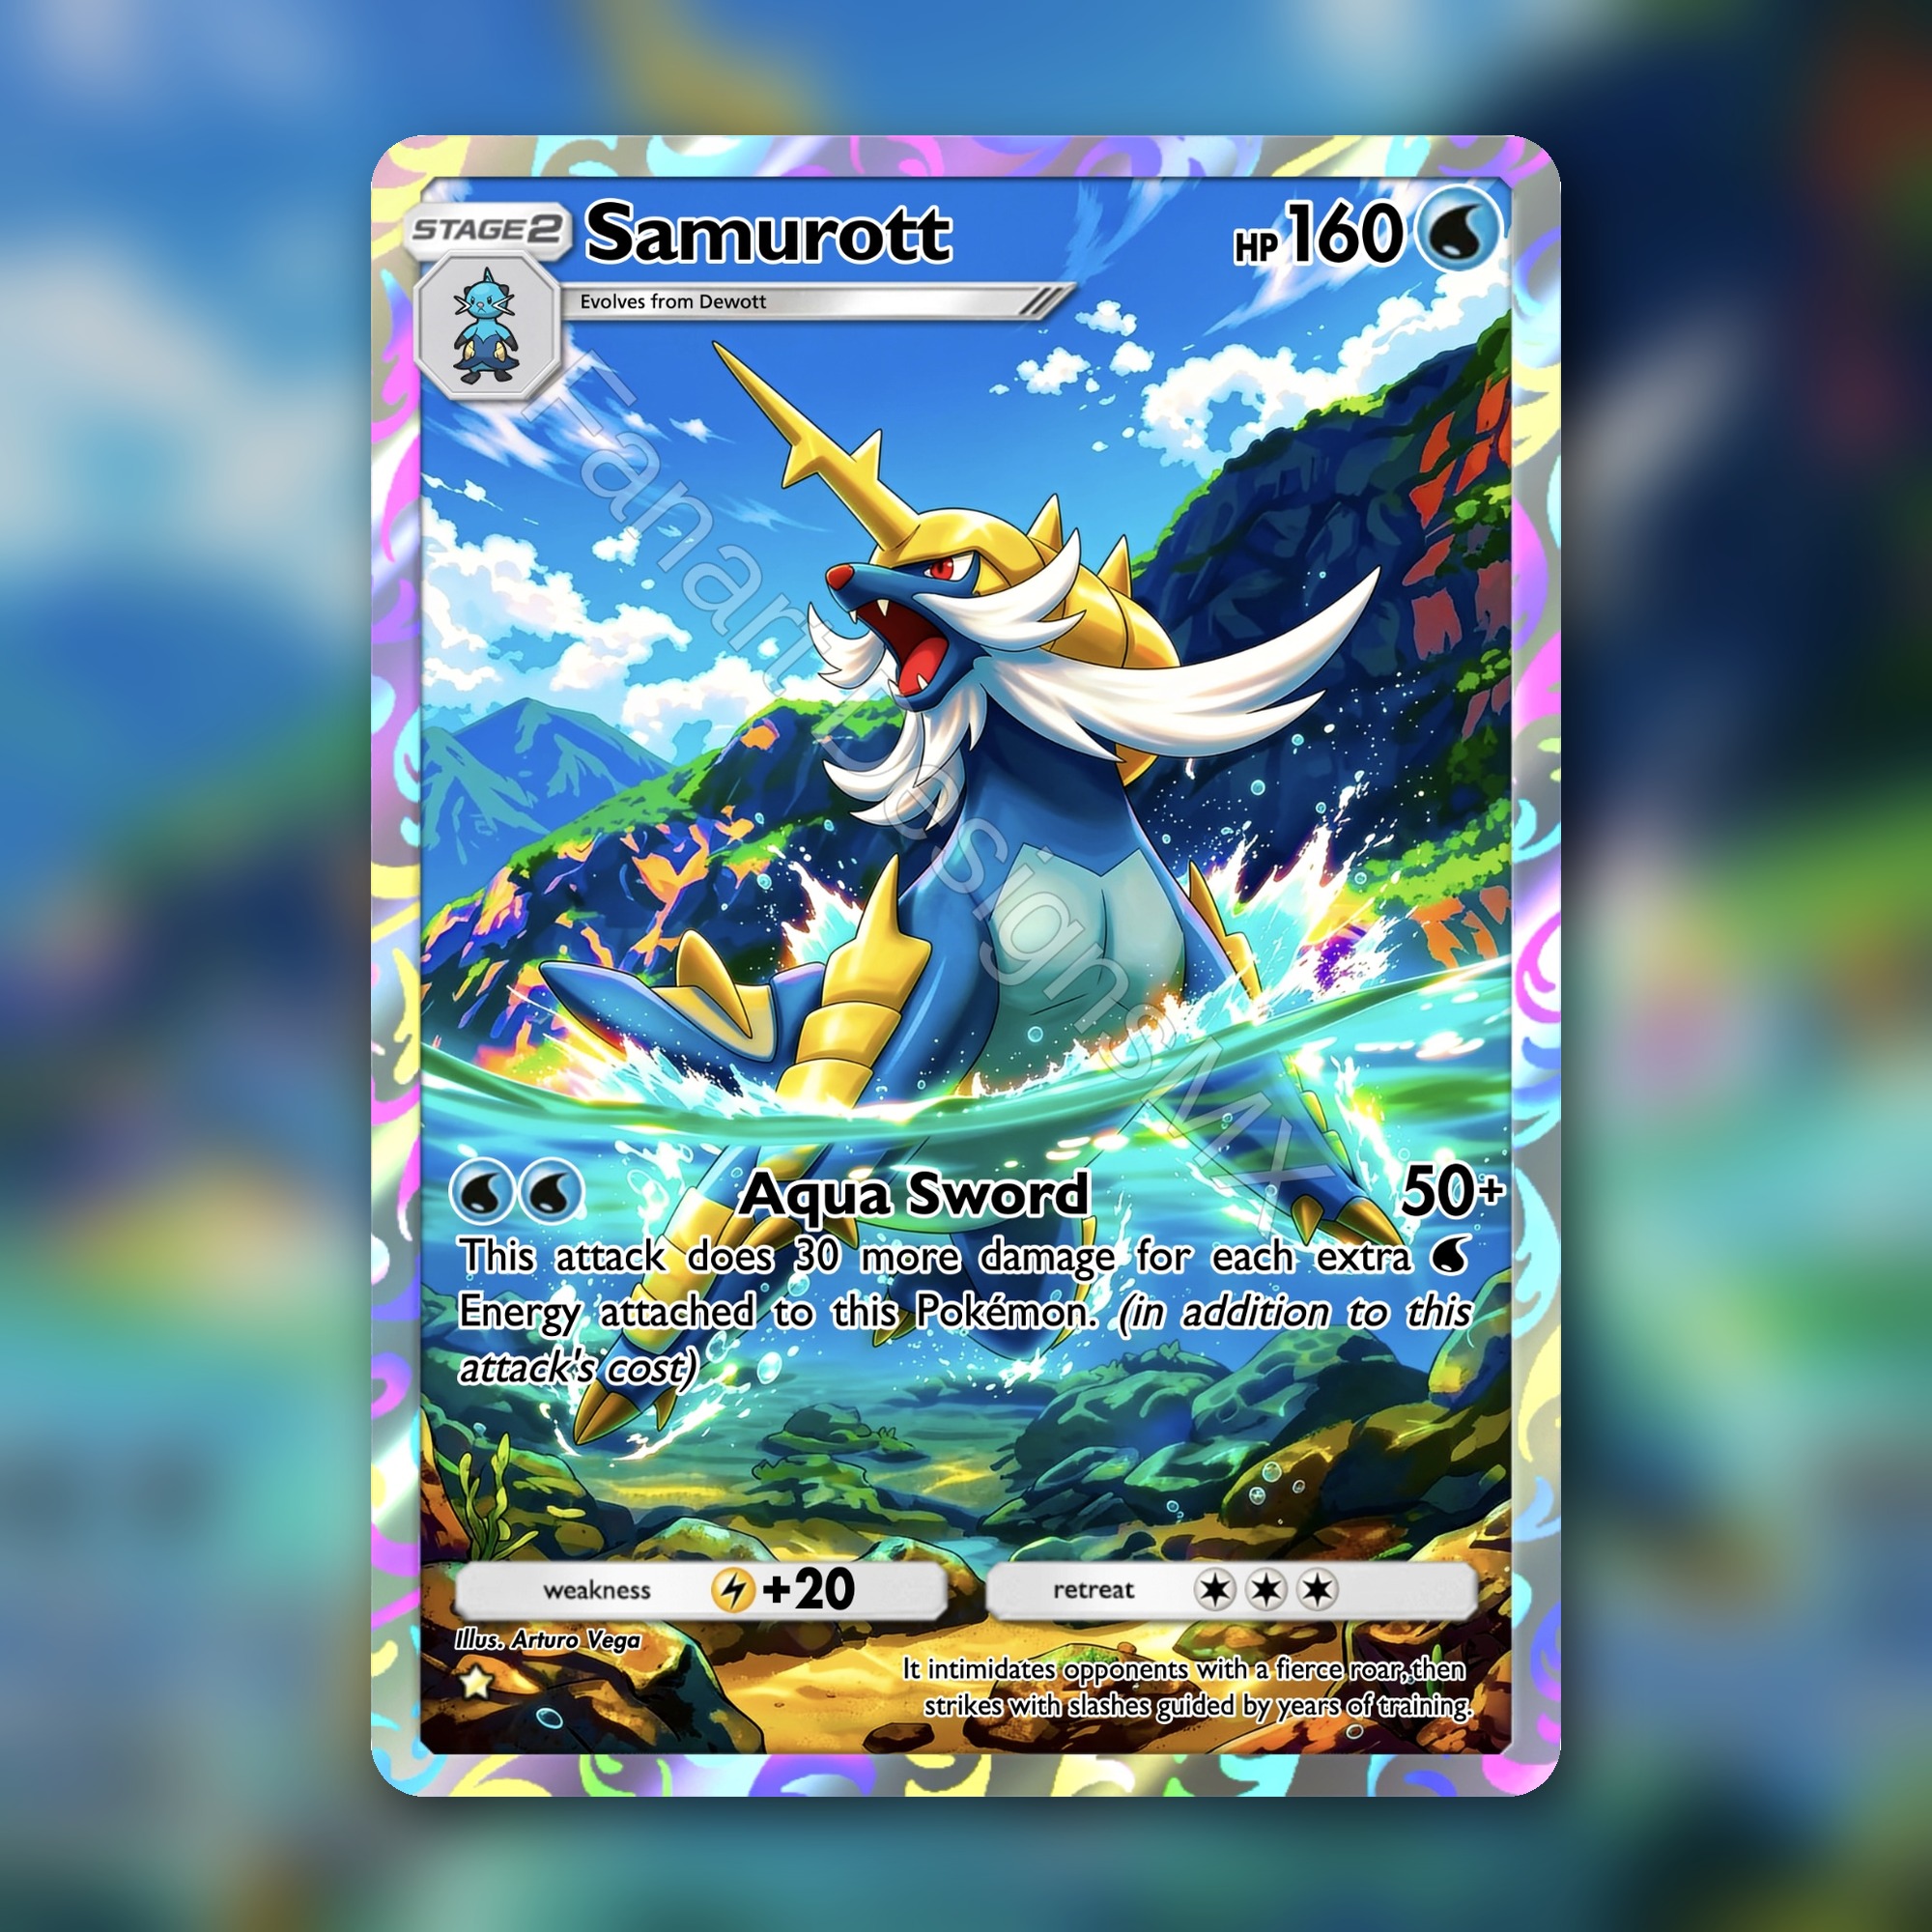 STAGE2 Samurott HP 160
Evolves from Dewott
FanartDesignsMX
Aqua Sword 50+
This attack does 30 more damage for each extra
Energy attached to this Pokémon. (in addition to this
attack's cost)
weakness +20 retreat
Illus. Arturo Vega
It intimidates opponents with a fierce roar,then
strikes with slashes guided by years of training.